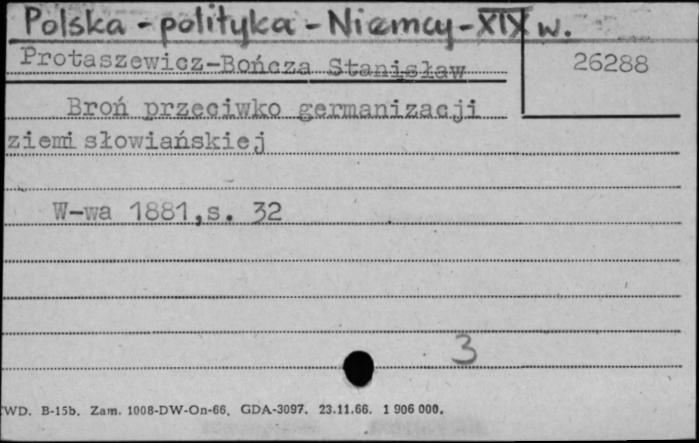 Polska - polityka - Niemcy - XIX w.
Protaszewicz-Bończa Stanisław
26288
Broń przeciwko germanizacji
ziemi słowiańskiej
W-wa 1881,s. 32
3
WD. B-15b. Zam. 1008-DW-On-66. GDA-3097. 23.11.66. 1 906 000.